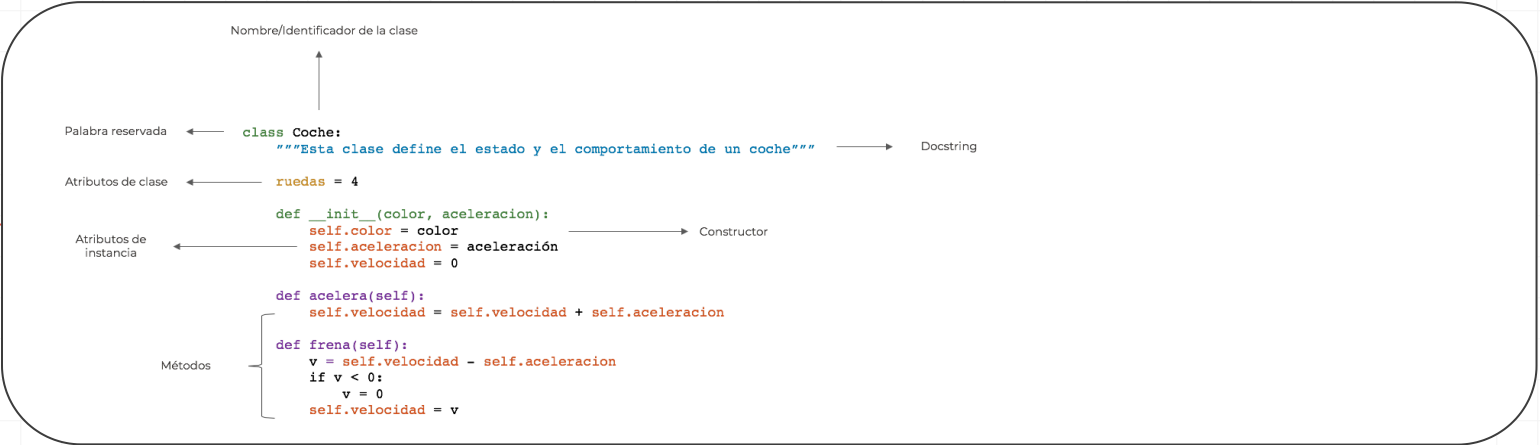 Nombre/Identificador de la clase
Palabra reservada
class Coche:
"""Esta clase define el estado y el comportamiento de un coche"""
Docstring
Atributos de clase
ruedas = 4
def __init__(color, aceleracion):
self.color = color
Constructor
Atributos de
instancia
self.aceleracion = aceleración
self.velocidad = 0
def acelera(self):
self.velocidad = self.velocidad + self.aceleracion
def frena(self):
v = self.velocidad - self.aceleracion
Métodos
if v < 0:
v = 0
self.velocidad = v